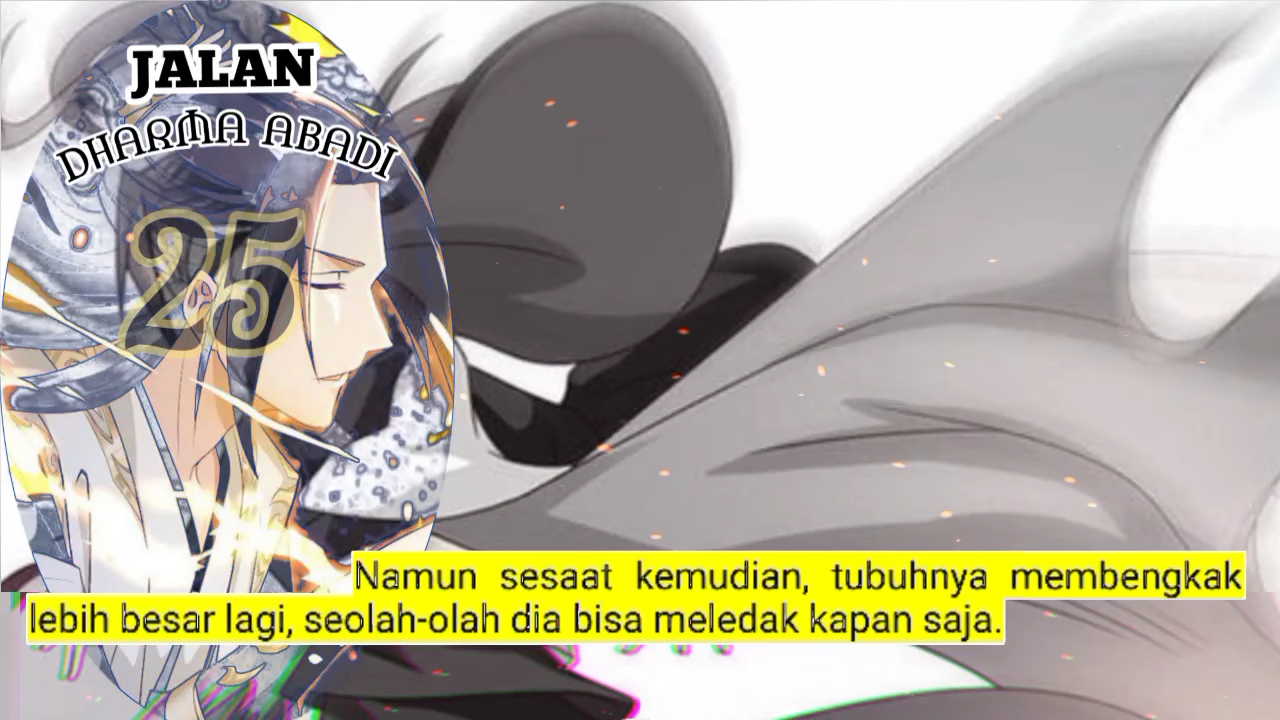 JALAN
DHARMA ABADI
25
Namun sesaat kemudian, tubuhnya membengkak
lebih besar lagi, seolah-olah dia bisa meledak kapan saja.